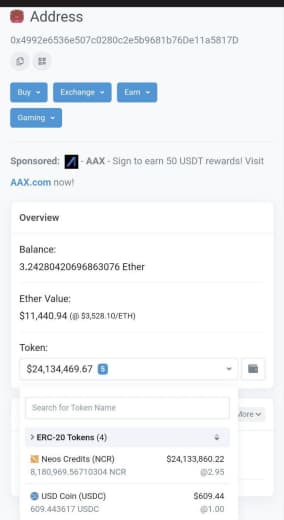 Address
0x4992e6536e507c0280c2e5b9681b76De11a5817D
Buy
Exchange
Earn
Gaming
Sponsored: - AAX - Sign to earn 50 USDT rewards! Visit
AAX.com now!
Overview
Balance:
3.24280420696863076 Ether
Ether Value:
$11,440.94 (@ $3,528.10/ETH)
Token:
$24,134,469.67 5
Search for Token Name
More
> ERC-20 Tokens (4)
Neos Credits (NCR) $24,133,860.22
8,180,969.56710304 NCR @2.95
USD Coin (USDC) $609.44
609.443617 USDC @1.00